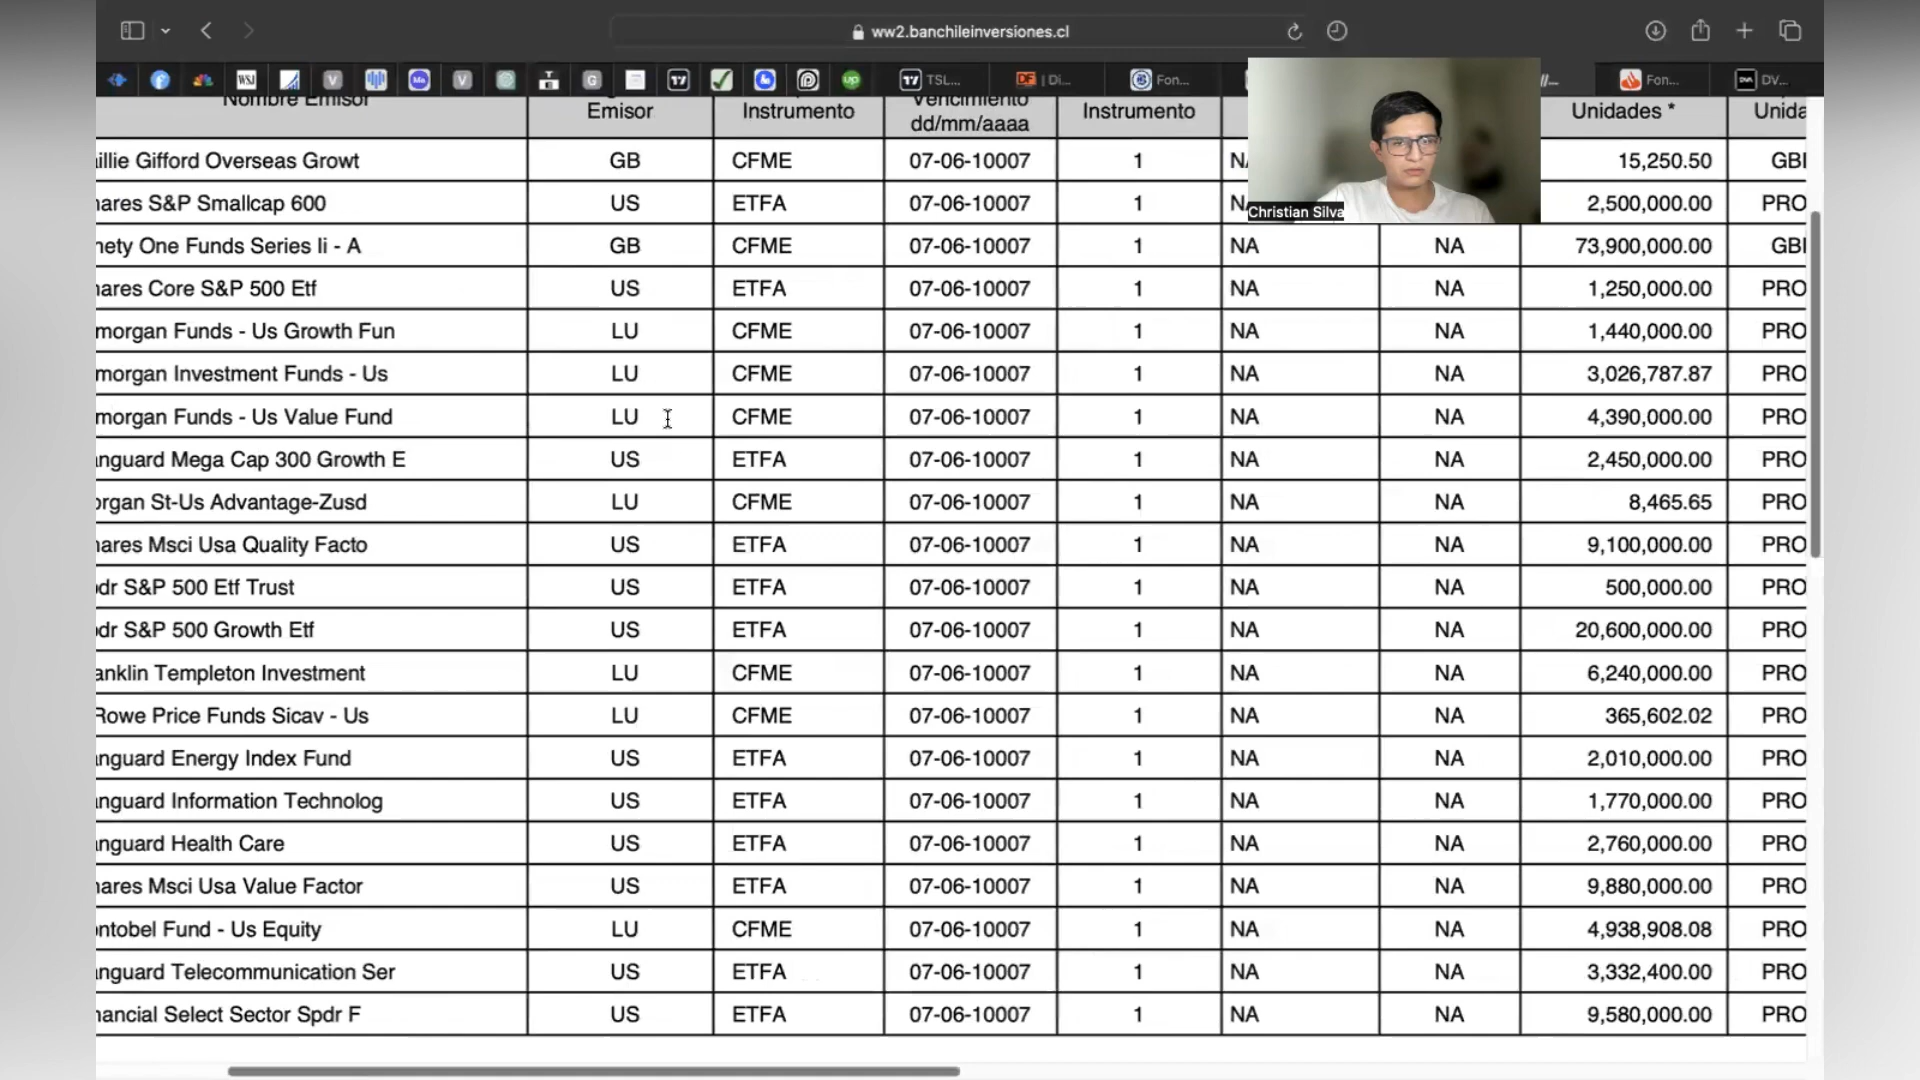 ww2.banchileinversiones.cl
WSJ TSL... DF | Di... Fon... Fon... DV...
Nombre Emisor Emisor Instrumento Vencimiento dd/mm/aaaa Instrumento Unidades * Unida
Christian Silva
aillie Gifford Overseas Growt GB CFME 07-06-10007 1 15,250.50 GBI
hares S&P Smallcap 600 US ETFA 07-06-10007 1 2,500,000.00 PRO
nety One Funds Series Ii - A GB CFME 07-06-10007 1 NA NA 73,900,000.00 GBI
hares Core S&P 500 Etf US ETFA 07-06-10007 1 NA NA 1,250,000.00 PRO
morgan Funds - Us Growth Fun LU CFME 07-06-10007 1 NA NA 1,440,000.00 PRO
morgan Investment Funds - Us LU CFME 07-06-10007 1 NA NA 3,026,787.87 PRO
morgan Funds - Us Value Fund LU CFME 07-06-10007 1 NA NA 4,390,000.00 PRO
anguard Mega Cap 300 Growth E US ETFA 07-06-10007 1 NA NA 2,450,000.00 PRO
organ St-Us Advantage-Zusd LU CFME 07-06-10007 1 NA NA 8,465.65 PRO
hares Msci Usa Quality Facto US ETFA 07-06-10007 1 NA NA 9,100,000.00 PRO
odr S&P 500 Etf Trust US ETFA 07-06-10007 1 NA NA 500,000.00 PRO
odr S&P 500 Growth Etf US ETFA 07-06-10007 1 NA NA 20,600,000.00 PRO
anklin Templeton Investment LU CFME 07-06-10007 1 NA NA 6,240,000.00 PRO
Rowe Price Funds Sicav - Us LU CFME 07-06-10007 1 NA NA 365,602.02 PRO
anguard Energy Index Fund US ETFA 07-06-10007 1 NA NA 2,010,000.00 PRO
anguard Information Technolog US ETFA 07-06-10007 1 NA NA 1,770,000.00 PRO
anguard Health Care US ETFA 07-06-10007 1 NA NA 2,760,000.00 PRO
hares Msci Usa Value Factor US ETFA 07-06-10007 1 NA NA 9,880,000.00 PRO
ontobel Fund - Us Equity LU CFME 07-06-10007 1 NA NA 4,938,908.08 PRO
anguard Telecommunication Ser US ETFA 07-06-10007 1 NA NA 3,332,400.00 PRO
nancial Select Sector Spdr F US ETFA 07-06-10007 1 NA NA 9,580,000.00 PRO